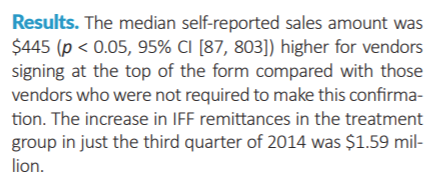 Results. The median self-reported sales amount was
$445 (p < 0.05, 95% CI [87, 803]) higher for vendors
signing at the top of the form compared with those
vendors who were not required to make this confirma-
tion. The increase in IFF remittances in the treatment
group in just the third quarter of 2014 was $1.59 mil-
lion.